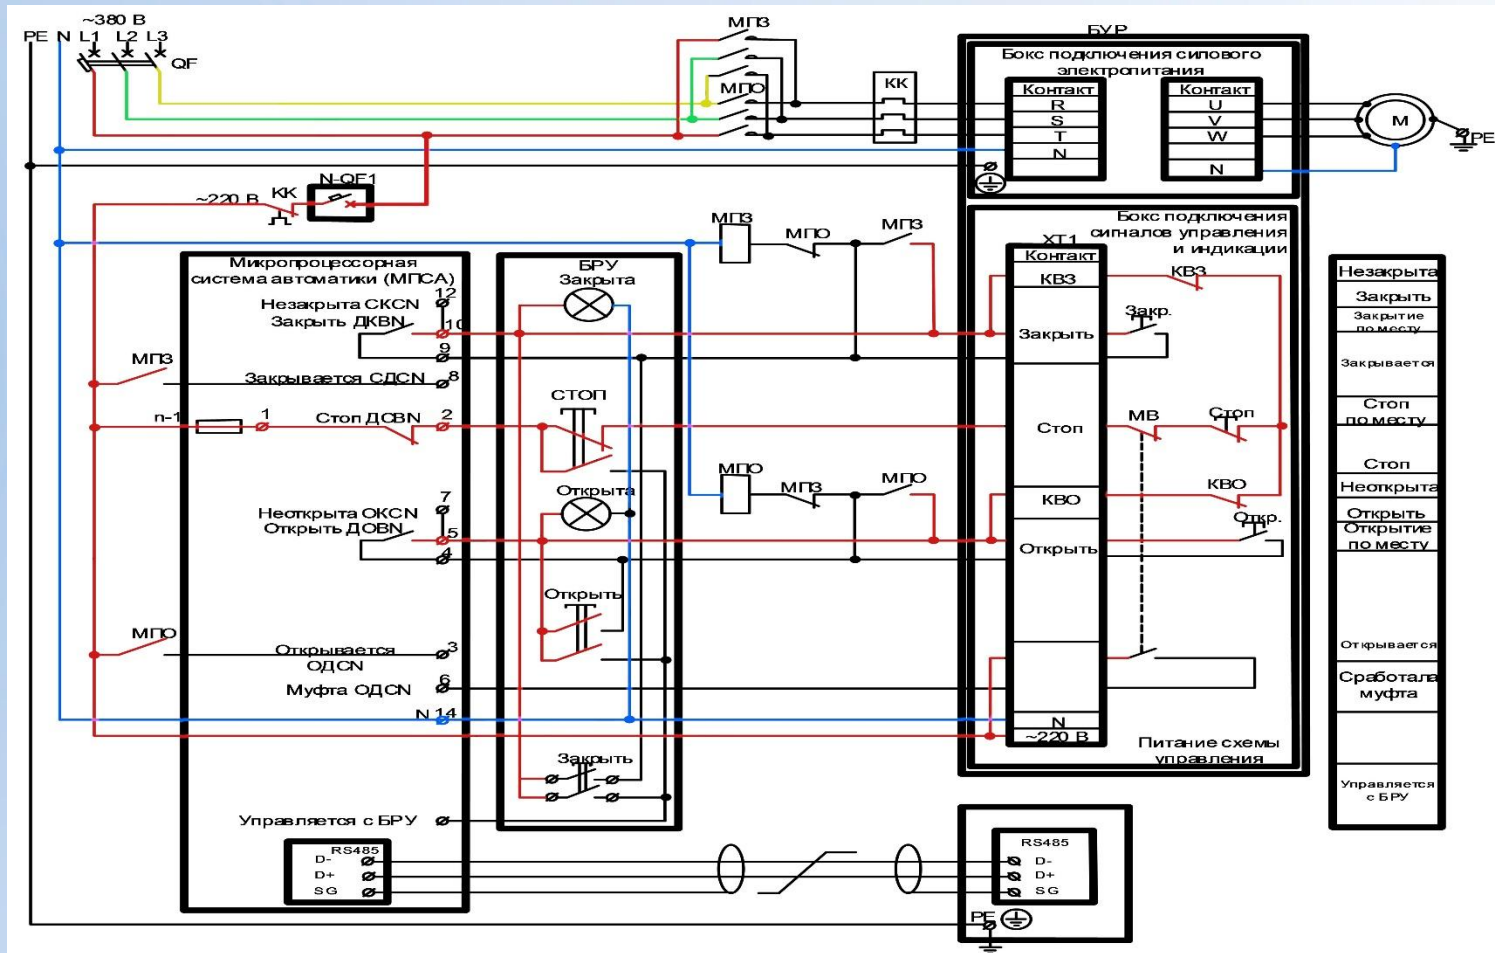 ~380 В
PE N L1 L2 L3
QF
МПЗ
МПО
КК
БУР
Бокс подключения силового
электропитания
Контакт
R
S
T
N
Контакт
U
V
W
N
М
PE
~220 В
КК
N-QF1
МПЗ
МПО
МПЗ
Бокс подключения
сигналов управления
и индикации
XT1
Контакт
КВЗ
Закрыть
Стоп
КВО
Открыть
N
~220 В
КВЗ
Закр.
МВ
Стоп
КВО
Откр.
Питание схемы
управления
Микропроцессорная
система автоматики (МПСА)
12
Незакрыта СКСN
Закрыть ДКВN
10
9
МПЗ
Закрывается СДСN
8
n-1
1
Стоп ДСВN
2
7
Неоткрыта ОКСN
Открыть ДОВN
5
4
МПО
Открывается
ОДСN
3
6
Муфта ОДСN
N 14
Управляется с БРУ
RS485
D-
D+
SG
БРУ
Закрыта
СТОП
Открыта
Открыть
Закрыть
МПО
МПЗ
МПО
RS485
D-
D+
SG
PE
Незакрыта
Закрыть
Закрытие
по месту
Закрывается
Стоп
по месту
Стоп
Неоткрыта
Открыть
Открытие
по месту
Открывается
Сработала
муфта
Управляется
с БРУ